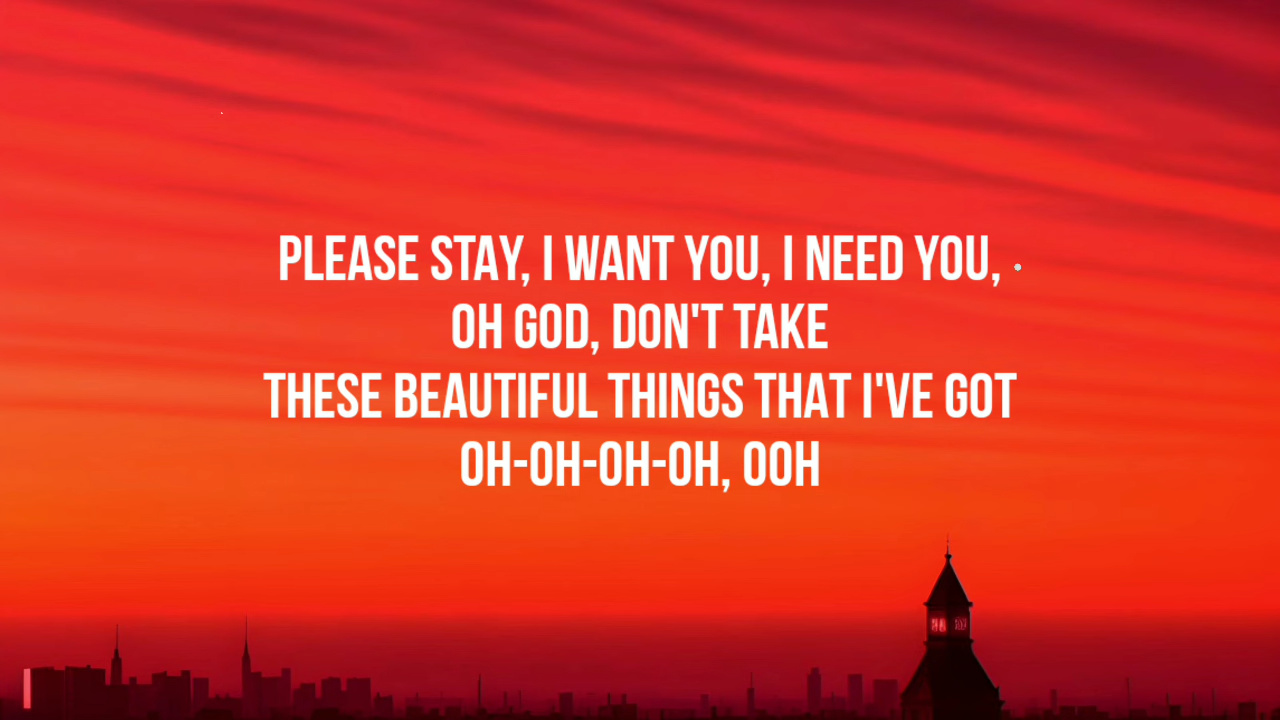 PLEASE STAY, I WANT YOU, I NEED YOU,
OH GOD, DON'T TAKE
THESE BEAUTIFUL THINGS THAT I'VE GOT
OH-OH-OH-OH, OOH